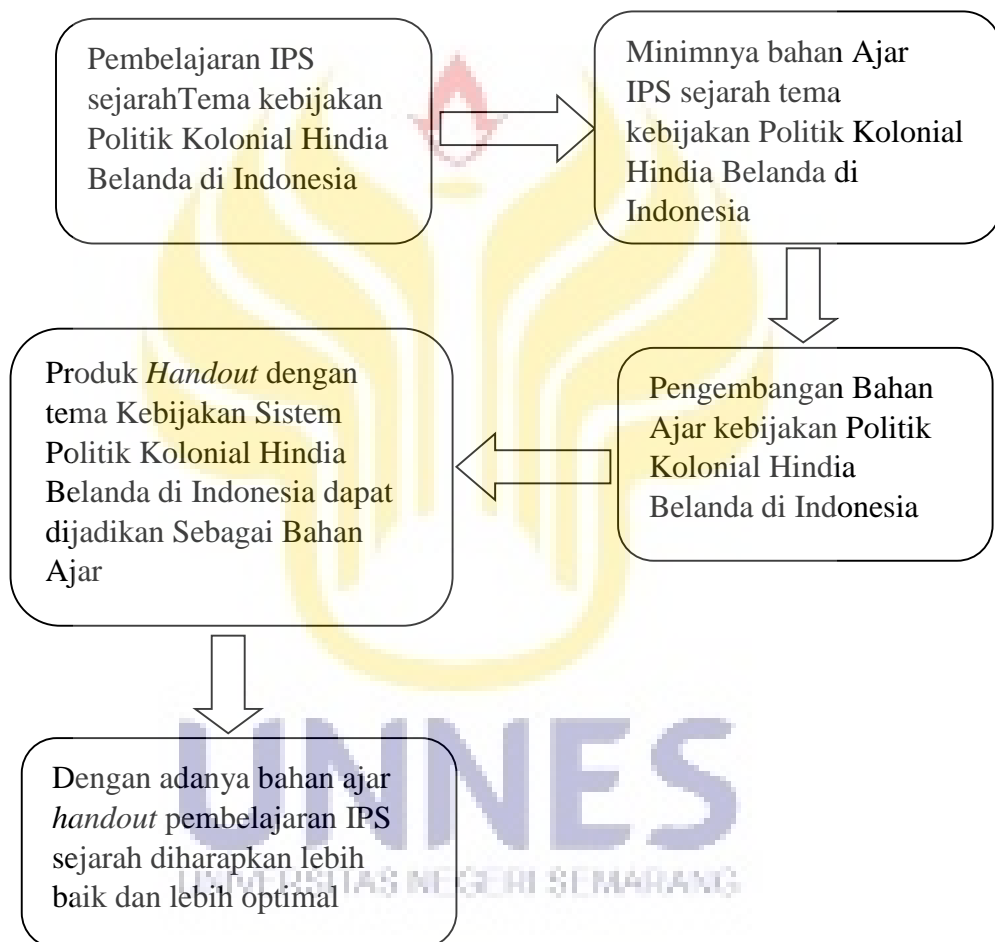 Pembelajaran IPS
sejarahTema kebijakan
Politik Kolonial Hindia
Belanda di Indonesia
Minimnya bahan Ajar
IPS sejarah tema
kebijakan Politik Kolonial
Hindia Belanda di
Indonesia
Pengembangan Bahan
Ajar kebijakan Politik
Kolonial Hindia
Belanda di Indonesia
Produk Handout dengan
tema Kebijakan Sistem
Politik Kolonial Hindia
Belanda di Indonesia dapat
dijadikan Sebagai Bahan
Ajar
Dengan adanya bahan ajar
handout pembelajaran IPS
sejarah diharapkan lebih
baik dan lebih optimal
UNNES
UNIVERSITAS NEGERI SEMARANG